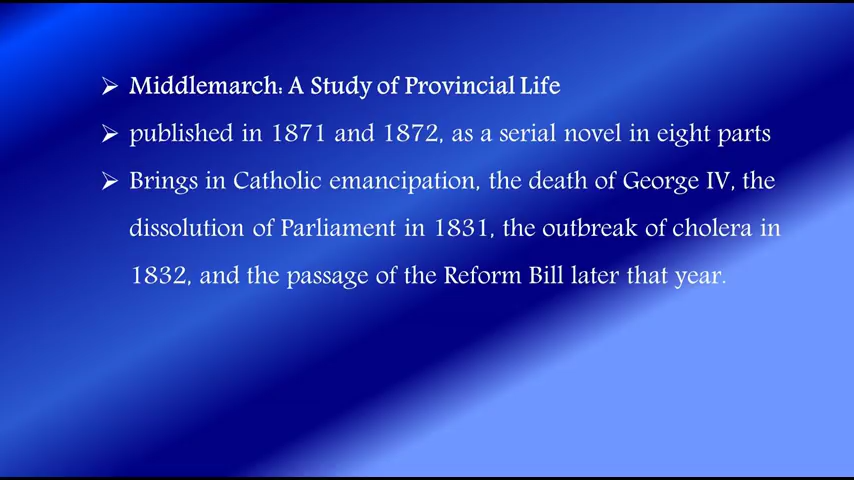 ➢ Middlemarch: A Study of Provincial Life
➢ published in 1871 and 1872, as a serial novel in eight parts
➢ Brings in Catholic emancipation, the death of George IV, the
dissolution of Parliament in 1831, the outbreak of cholera in
1832, and the passage of the Reform Bill later that year.